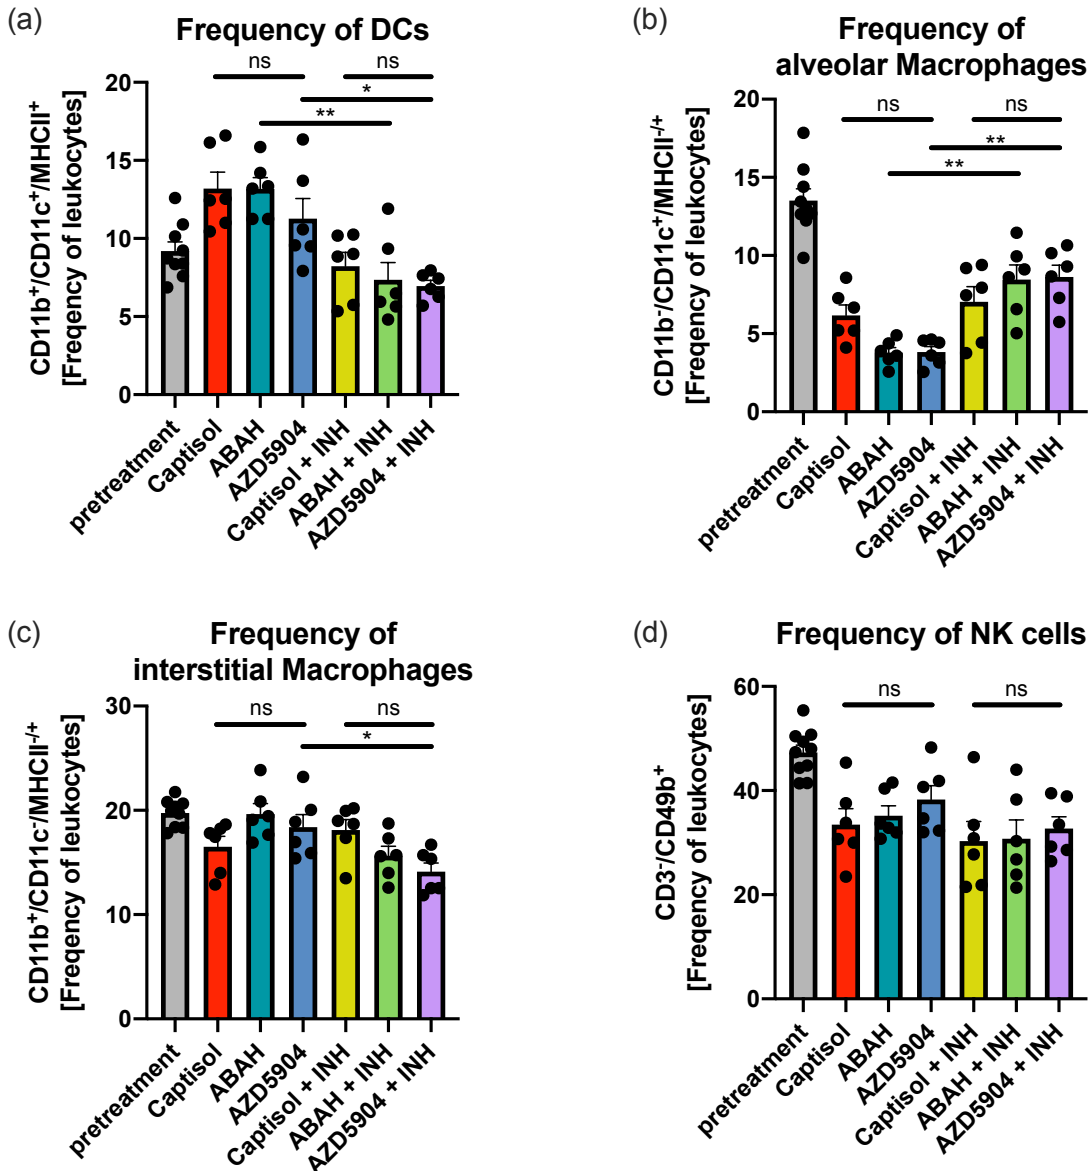 (a)
Frequency of DCs
ns
ns
*
**
CD11b+/CD11c+/MHCII+
[Freqency of leukocytes]
20
15
10
5
0
pretreatment
Captisol
ABAH
AZD5904
Captisol + INH
ABAH + INH
AZD5904 + INH
(b)
Frequency of
alveolar Macrophages
ns
ns
**
**
CD11b-/CD11c+/MHCII-/+
[Freqency of leukocytes]
20
15
10
5
0
pretreatment
Captisol
ABAH
AZD5904
Captisol + INH
ABAH + INH
AZD5904 + INH
(c)
Frequency of
interstitial Macrophages
ns
ns
*
CD11b+/CD11c-/MHCII-/+
[Freqency of leukocytes]
30
20
10
0
pretreatment
Captisol
ABAH
AZD5904
Captisol + INH
ABAH + INH
AZD5904 + INH
(d)
Frequency of NK cells
ns
ns
CD3-/CD49b+
[Freqency of leukocytes]
60
40
20
0
pretreatment
Captisol
ABAH
AZD5904
Captisol + INH
ABAH + INH
AZD5904 + INH